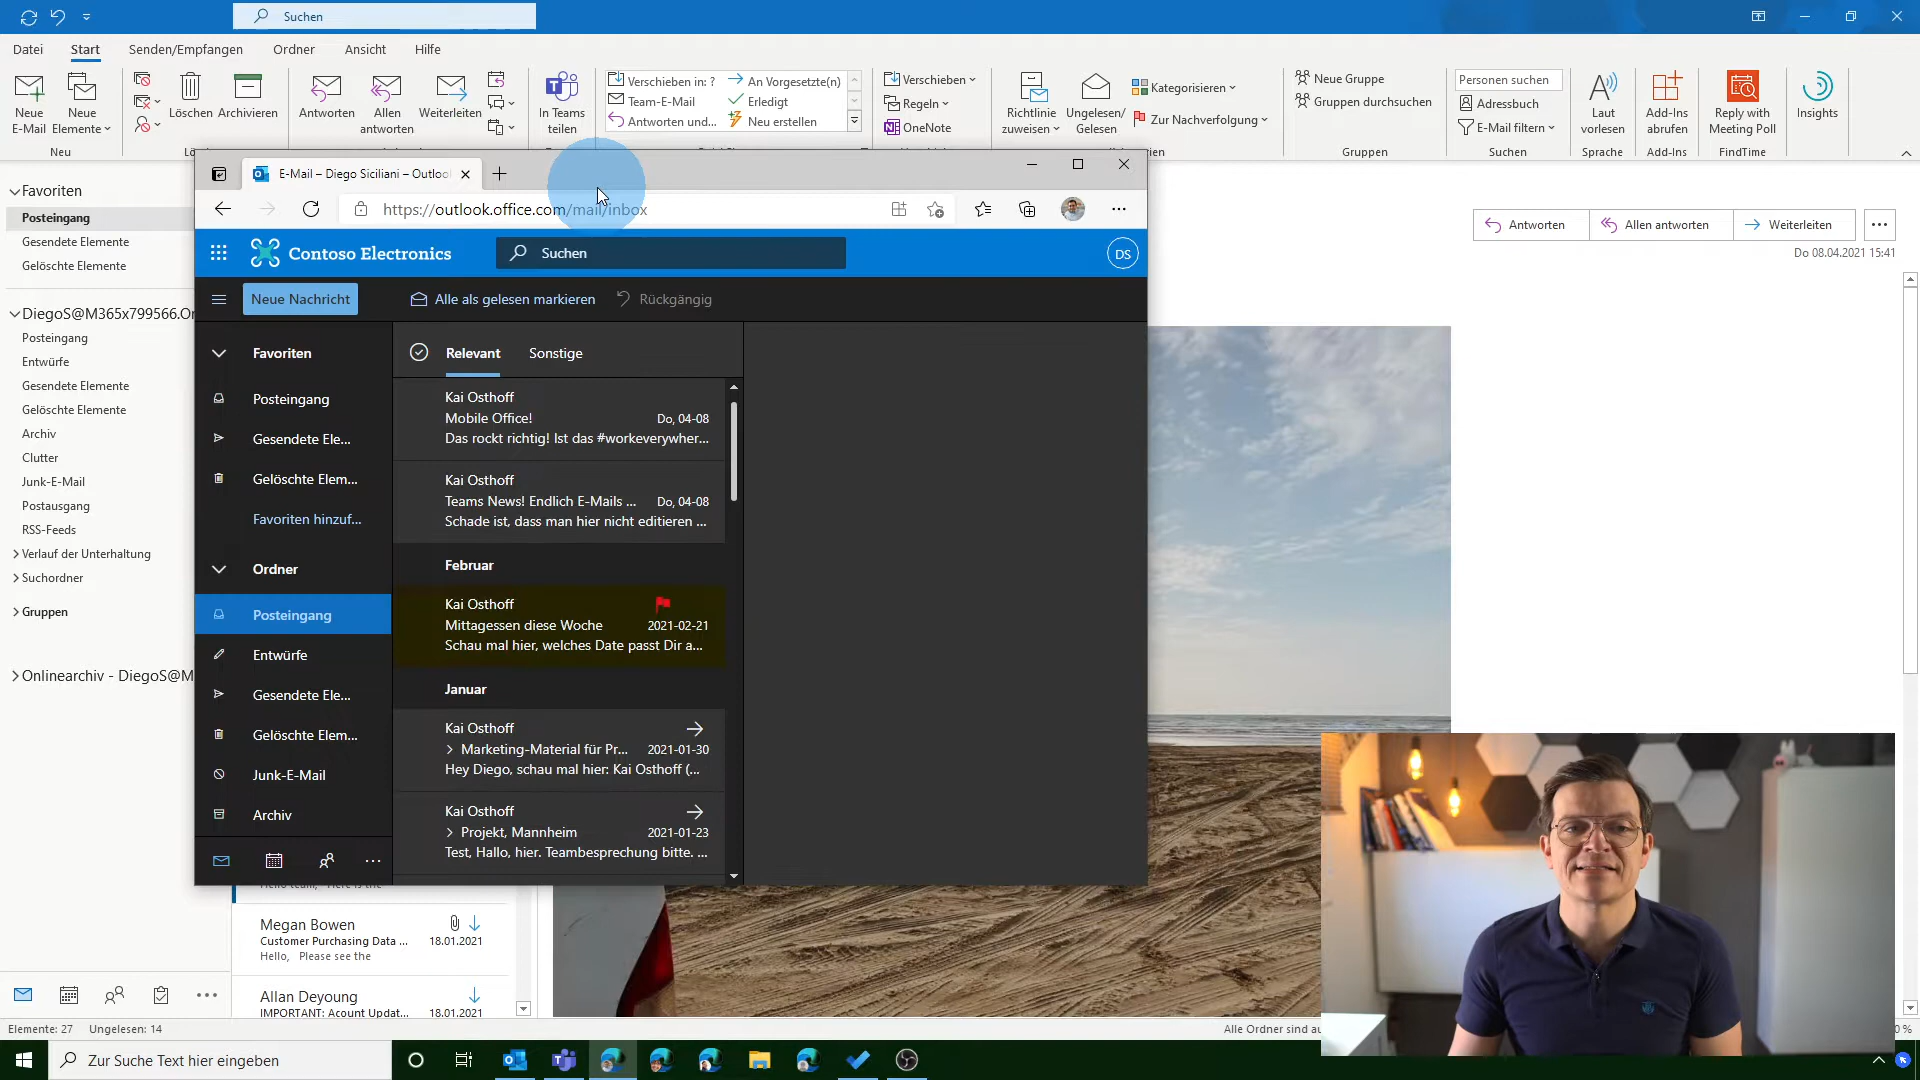 Suchen
Datei Start Senden/Empfangen Ordner Ansicht Hilfe
Neue E-Mail
Neue Elemente
Neu
Löschen
Archivieren
Antworten
Allen antworten
Weiterleiten
In Teams teilen
Verschieben in: ?
An Vorgesetzte(n)
Team-E-Mail
Erledigt
Antworten und...
Neue erstellen
Verschieben
Regeln
OneNote
Richtlinie zuweisen
Ungelesen/ Gelesen
Kategorisieren
Zur Nachverfolgung
Neue Gruppe
Gruppen durchsuchen
Gruppen
Personen suchen
Adressbuch
E-Mail filtern
Suchen
Laut vorlesen
Sprache
Add-Ins abrufen
Add-Ins
Reply with Meeting Poll
FindTime
Insights
Favoriten
Posteingang
Gesendete Elemente
Gelöschte Elemente
DiegoS@M365x799566.Or
Posteingang
Entwürfe
Gesendete Elemente
Gelöschte Elemente
Archiv
Clutter
Junk-E-Mail
Postausgang
RSS-Feeds
Verlauf der Unterhaltung
Suchordner
Gruppen
Onlinearchiv - DiegoS@M
E-Mail – Diego Siciliani – Outloo
https://outlook.office.com/mail/inbox
Contoso Electronics
Suchen
DS
Neue Nachricht
Alle als gelesen markieren
Rückgängig
Favoriten
Posteingang
Gesendete Ele...
Gelöschte Elem...
Favoriten hinzuf...
Ordner
Posteingang
Entwürfe
Gesendete Ele...
Gelöschte Elem...
Junk-E-Mail
Archiv
Relevant Sonstige
Kai Osthoff
Mobile Office! Do, 04-08
Das rockt richtig! Ist das #workeverywher...
Kai Osthoff
Teams News! Endlich E-Mails ... Do, 04-08
Schade ist, dass man hier nicht editieren ...
Februar
Kai Osthoff
Mittagessen diese Woche 2021-02-21
Schau mal hier, welches Date passt Dir a...
Januar
Kai Osthoff
Marketing-Material für Pr... 2021-01-30
Hey Diego, schau mal hier: Kai Osthoff (...
Kai Osthoff
Projekt, Mannheim 2021-01-23
Test, Hallo, hier. Teambesprechung bitte. ...
Antworten
Allen antworten
Weiterleiten
Do 08.04.2021 15:41
Megan Bowen
Customer Purchasing Data ... 18.01.2021
Hello, Please see the
Allan Deyoung
IMPORTANT: Acount Updat... 18.01.2021
Elemente: 27 Ungelesen: 14
Alle Ordner sind
Zur Suche Text hier eingeben